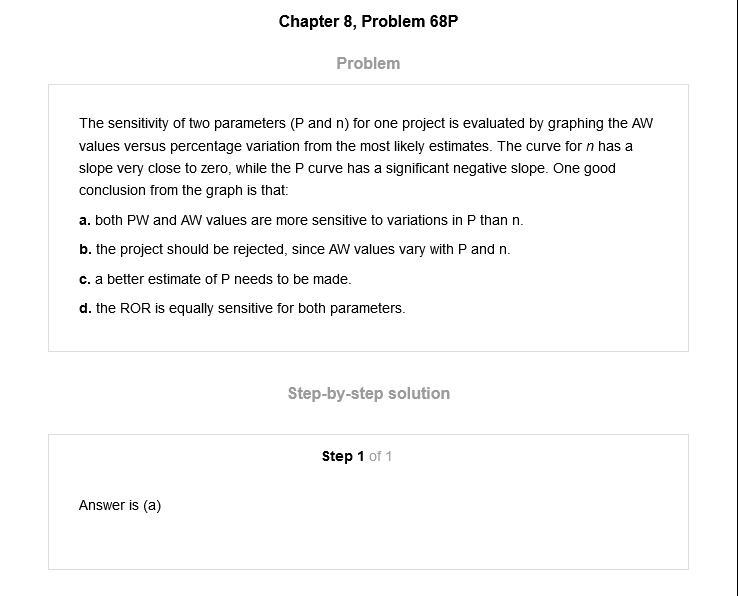 Chapter 8, Problem 68P
Problem
The sensitivity of two parameters (P and n) for one project is evaluated by graphing the AW
values versus percentage variation from the most likely estimates. The curve for n has a
slope very close to zero, while the P curve has a significant negative slope. One good
conclusion from the graph is that:
a. both PW and AW values are more sensitive to variations in P than n.
b. the project should be rejected, since AW values vary with P and n.
c. a better estimate of P needs to be made.
d. the ROR is equally sensitive for both parameters.
Step-by-step solution
Step 1 of 1
Answer is (a)